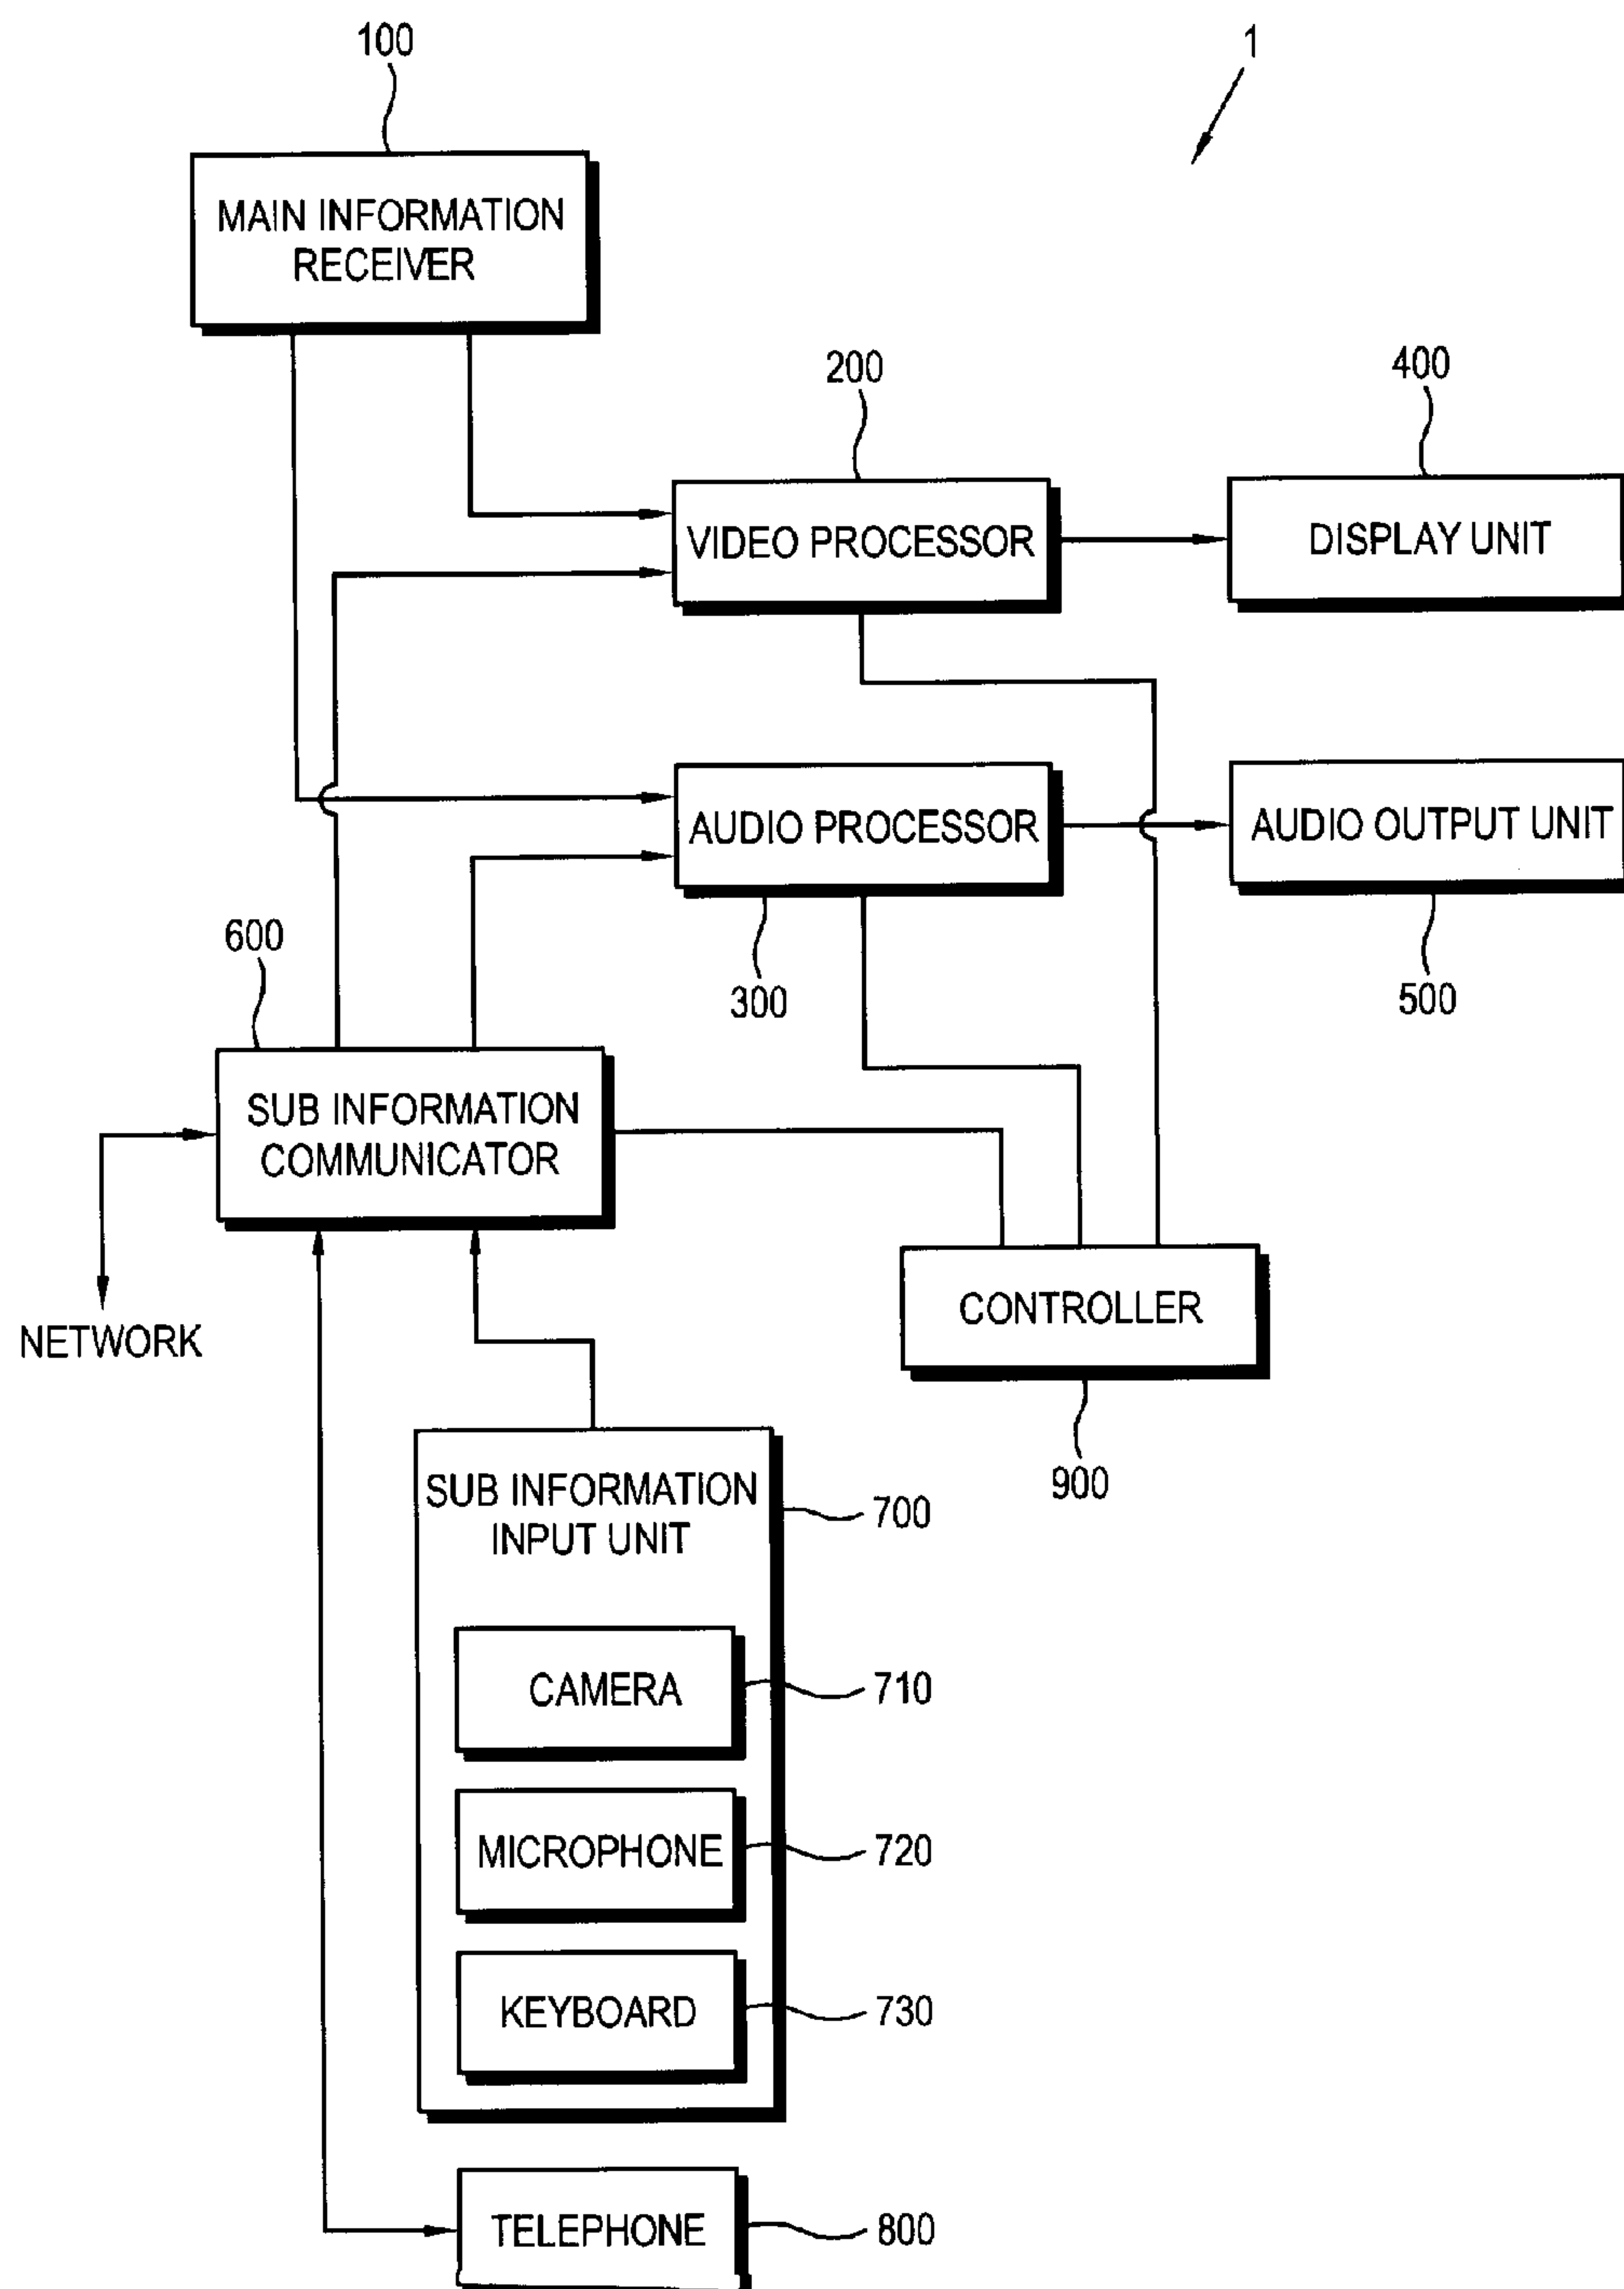 100
1
MAIN INFORMATION
RECEIVER
200
400
VIDEO PROCESSOR
DISPLAY UNIT
AUDIO PROCESSOR
AUDIO OUTPUT UNIT
600
300
500
SUB INFORMATION
COMMUNICATOR
NETWORK
CONTROLLER
900
SUB INFORMATION
INPUT UNIT
700
CAMERA
710
MICROPHONE
720
KEYBOARD
730
TELEPHONE
800